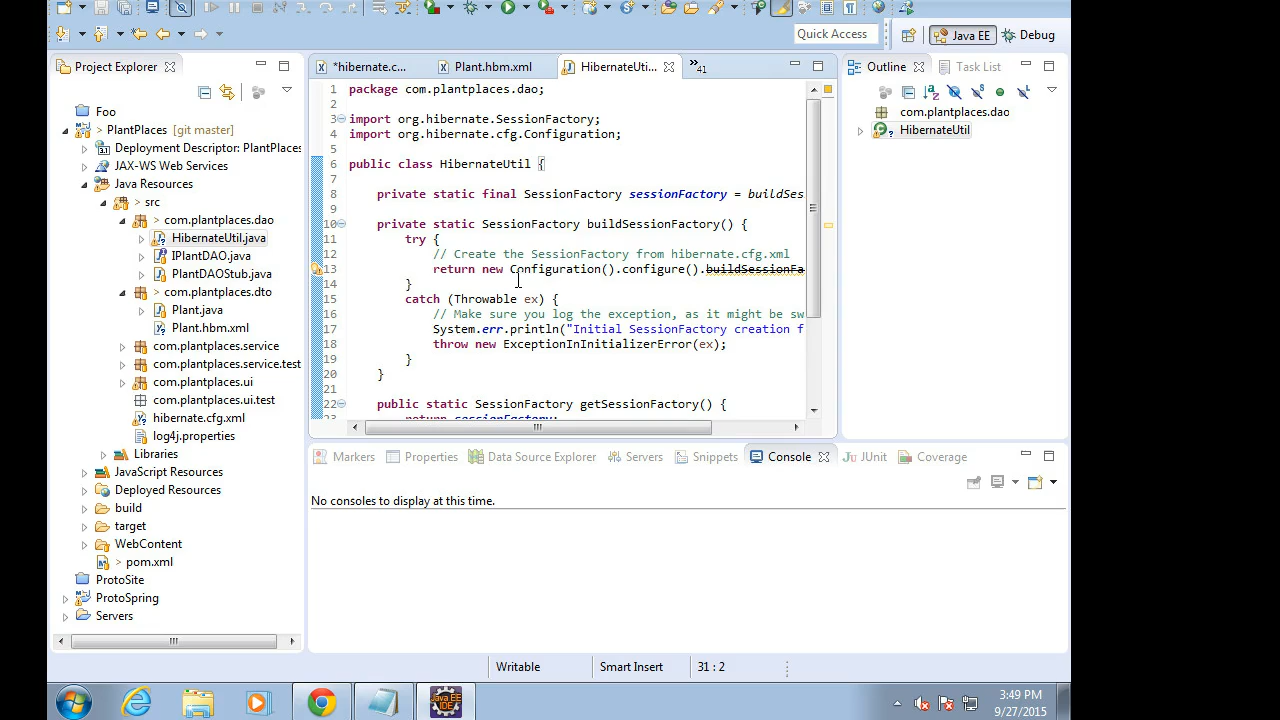 Quick Access
Java EE
Debug
Project Explorer
*hibernate.c...
Plant.hbm.xml
HibernateUti...
»41
Outline
Task List
Foo
> PlantPlaces [git master]
Deployment Descriptor: PlantPlaces
JAX-WS Web Services
Java Resources
> src
> com.plantplaces.dao
HibernateUtil.java
IPlantDAO.java
PlantDAOStub.java
> com.plantplaces.dto
Plant.java
Plant.hbm.xml
com.plantplaces.service
com.plantplaces.service.test
com.plantplaces.ui
com.plantplaces.ui.test
hibernate.cfg.xml
log4j.properties
Libraries
JavaScript Resources
Deployed Resources
build
target
WebContent
> pom.xml
ProtoSite
ProtoSpring
Servers
1 package com.plantplaces.dao;
2
3 import org.hibernate.SessionFactory;
4 import org.hibernate.cfg.Configuration;
5
6 public class HibernateUtil {
7
8 private static final SessionFactory sessionFactory = buildSes
9
10 private static SessionFactory buildSessionFactory() {
11 try {
12 // Create the SessionFactory from hibernate.cfg.xml
13 return new Configuration().configure().buildSessionFa
14 }
15 catch (Throwable ex) {
16 // Make sure you log the exception, as it might be sw
17 System.err.println("Initial SessionFactory creation f
18 throw new ExceptionInInitializerError(ex);
19 }
20 }
21
22 public static SessionFactory getSessionFactory() {
23 return sessionFactory;
com.plantplaces.dao
HibernateUtil
Markers
Properties
Data Source Explorer
Servers
Snippets
Console
JUnit
Coverage
No consoles to display at this time.
Writable
Smart Insert
31 : 2
Java EE
IDE
3:49 PM
9/27/2015